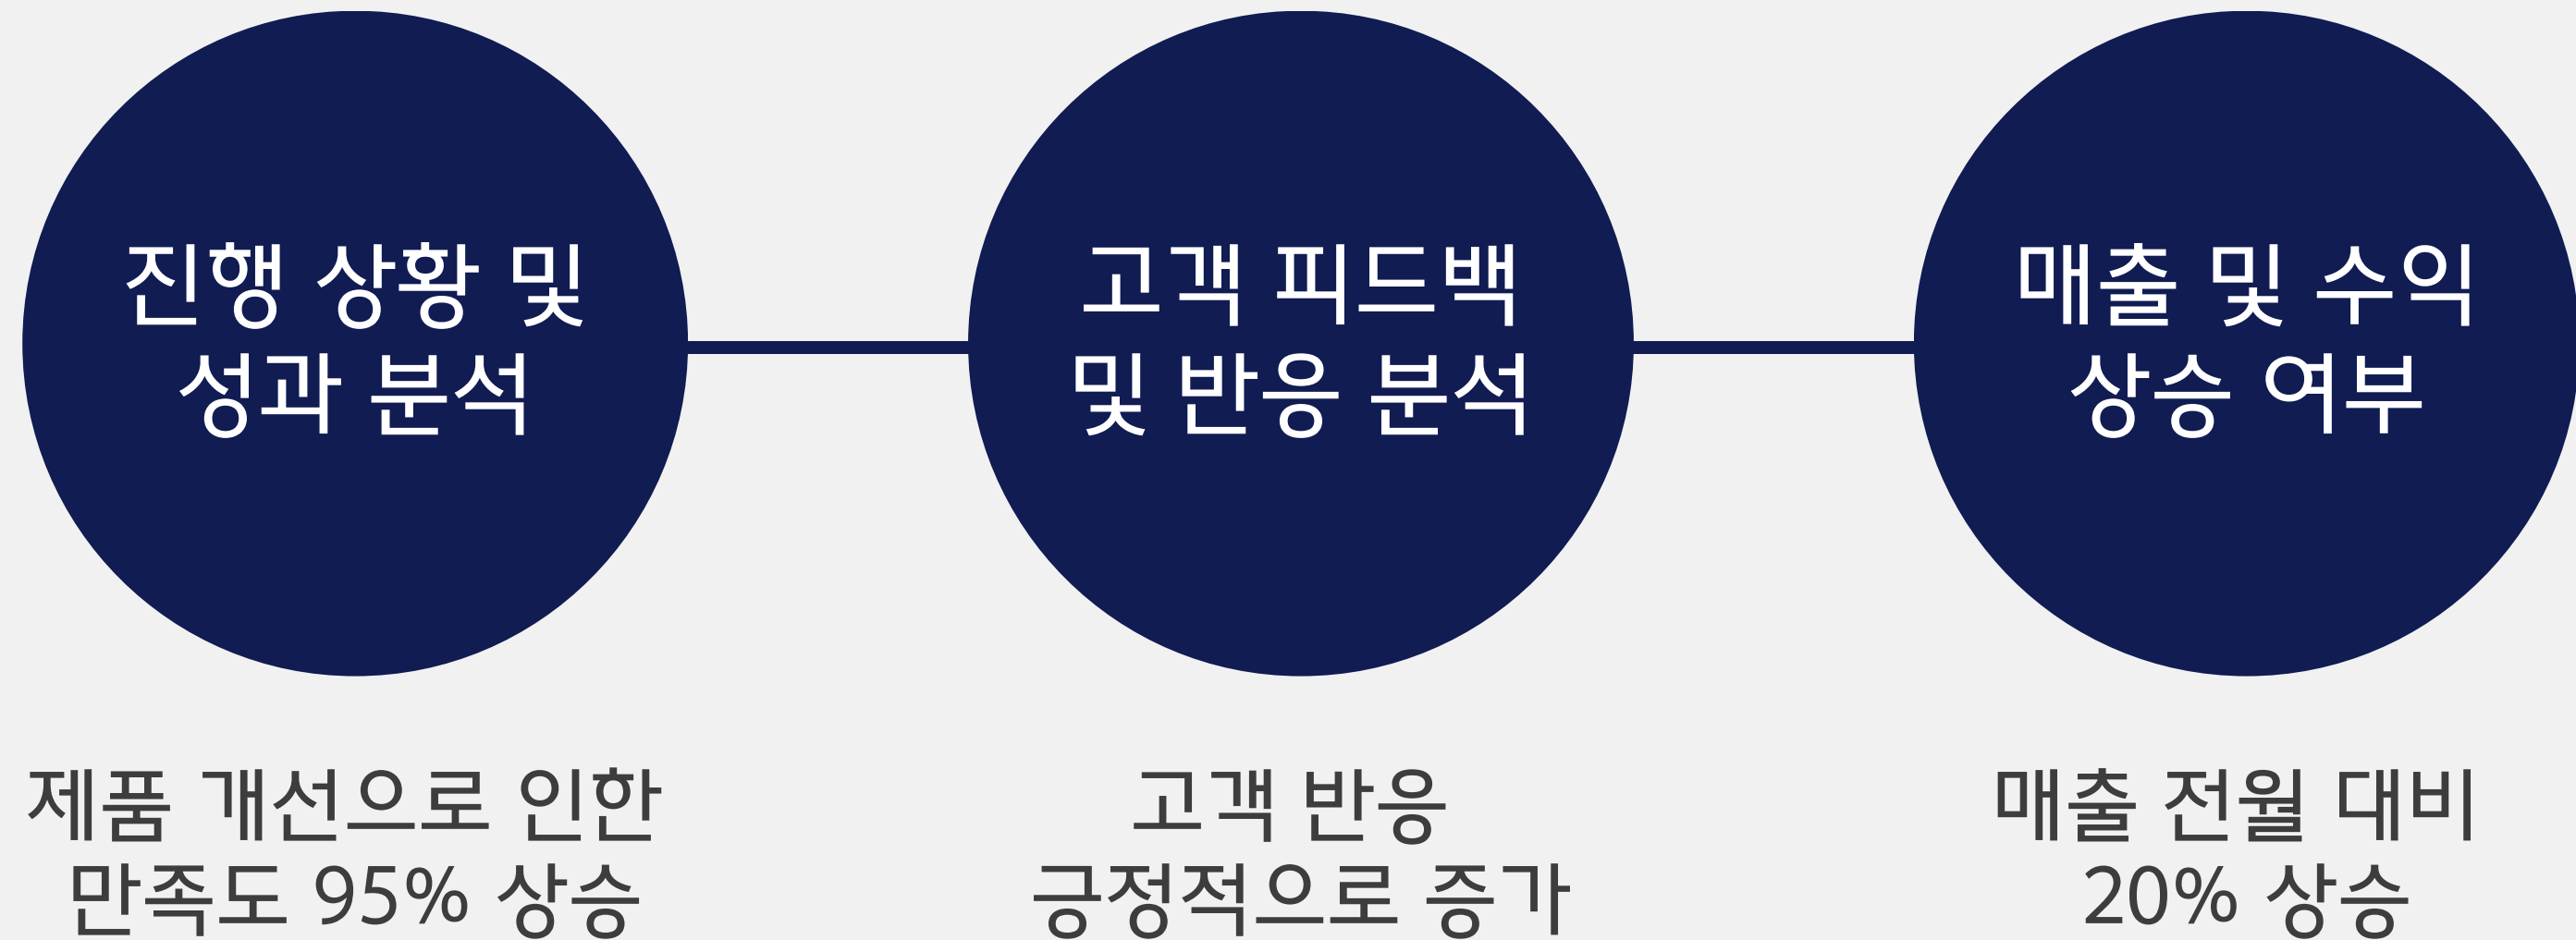 진행 상황 및
성과 분석
고객 피드백
및 반응 분석
매출 및 수익
상승 여부
제품 개선으로 인한
만족도 95% 상승
고객 반응
긍정적으로 증가
매출 전월 대비
20% 상승